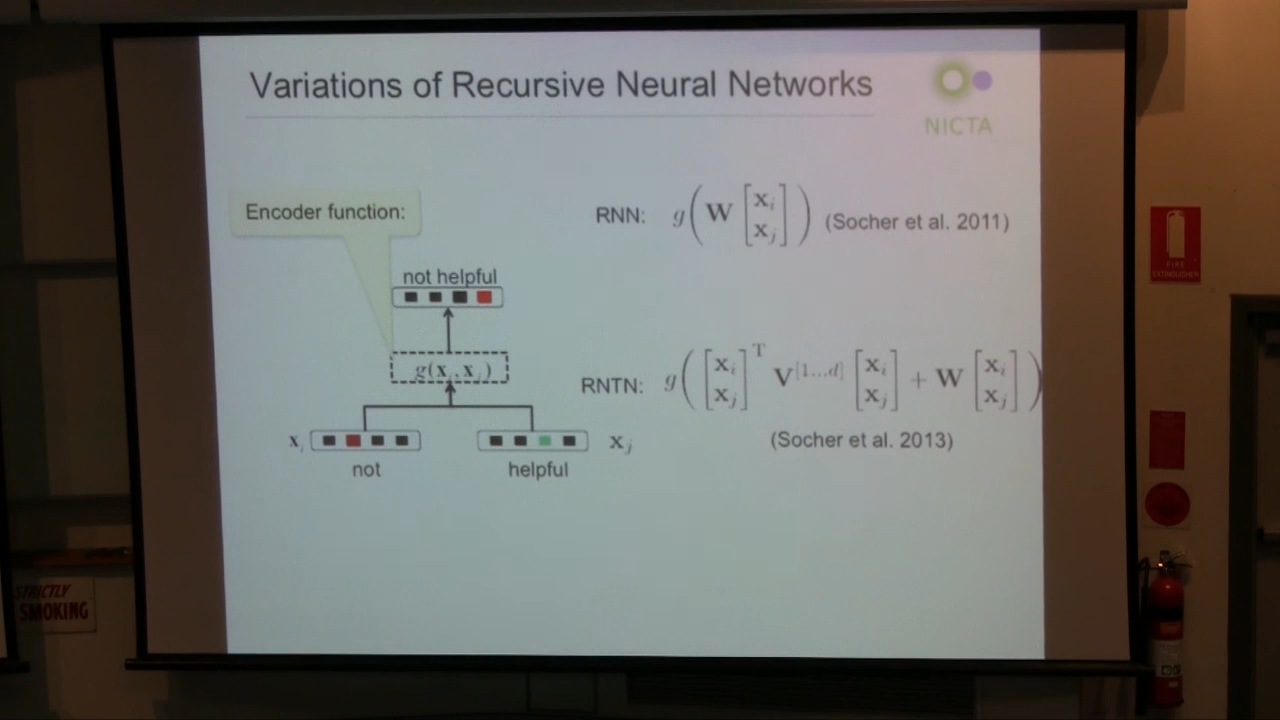 Variations of Recursive Neural Networks
NICTA
Encoder function:
RNN: g(W [x_i x_j]) (Socher et al. 2011)
not helpful
g(x_i, x_j)
RNTN: g([x_i x_j]^T V^[1...d] [x_i x_j] + W [x_i x_j])
(Socher et al. 2013)
x_i
x_j
not
helpful
FIRE
EXTINGUISHER
STRICTLY
SMOKING